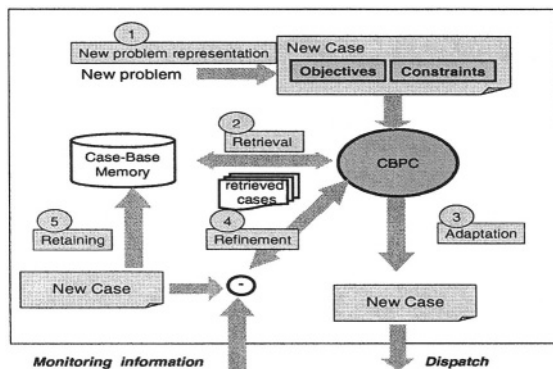 1
New problem representation
New problem
New Case
Objectives
Constraints
2
Retrieval
Case-Base
Memory
CBPC
retrieved
cases
5
Retaining
4
Refinement
3
Adaptation
New Case
-
New Case
Monitoring information
Dispatch